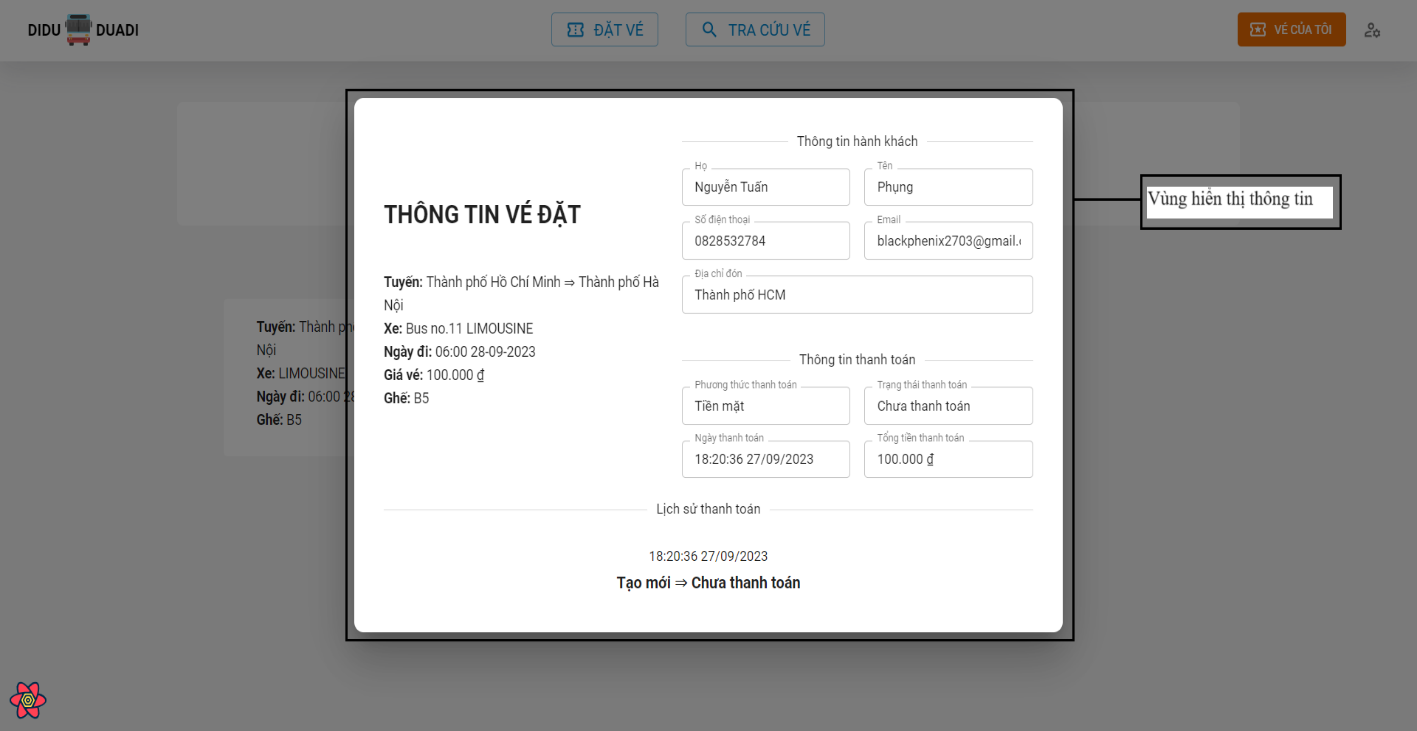 DIDU DUADI
ĐẶT VÉ
TRA CỨU VÉ
VÉ CỦA TÔI
THÔNG TIN VÉ ĐẶT
Tuyến: Thành phố Hồ Chí Minh ⇒ Thành phố Hà
Nội
Xe: Bus no.11 LIMOUSINE
Ngày đi: 06:00 28-09-2023
Giá vé: 100.000 ₫
Ghế: B5
Thông tin hành khách
Họ
Nguyễn Tuấn
Tên
Phụng
Số điện thoại
0828532784
Email
blackphenix2703@gmail.
Địa chỉ đón
Thành phố HCM
Thông tin thanh toán
Phương thức thanh toán
Tiền mặt
Trạng thái thanh toán
Chưa thanh toán
Ngày thanh toán
18:20:36 27/09/2023
Tổng tiền thanh toán
100.000 ₫
Lịch sử thanh toán
18:20:36 27/09/2023
Tạo mới ⇒ Chưa thanh toán
Tuyến: Thành
Nội
Xe: LIMOUSINE
Ngày đi: 06:00
Ghế: B5
Vùng hiển thị thông tin